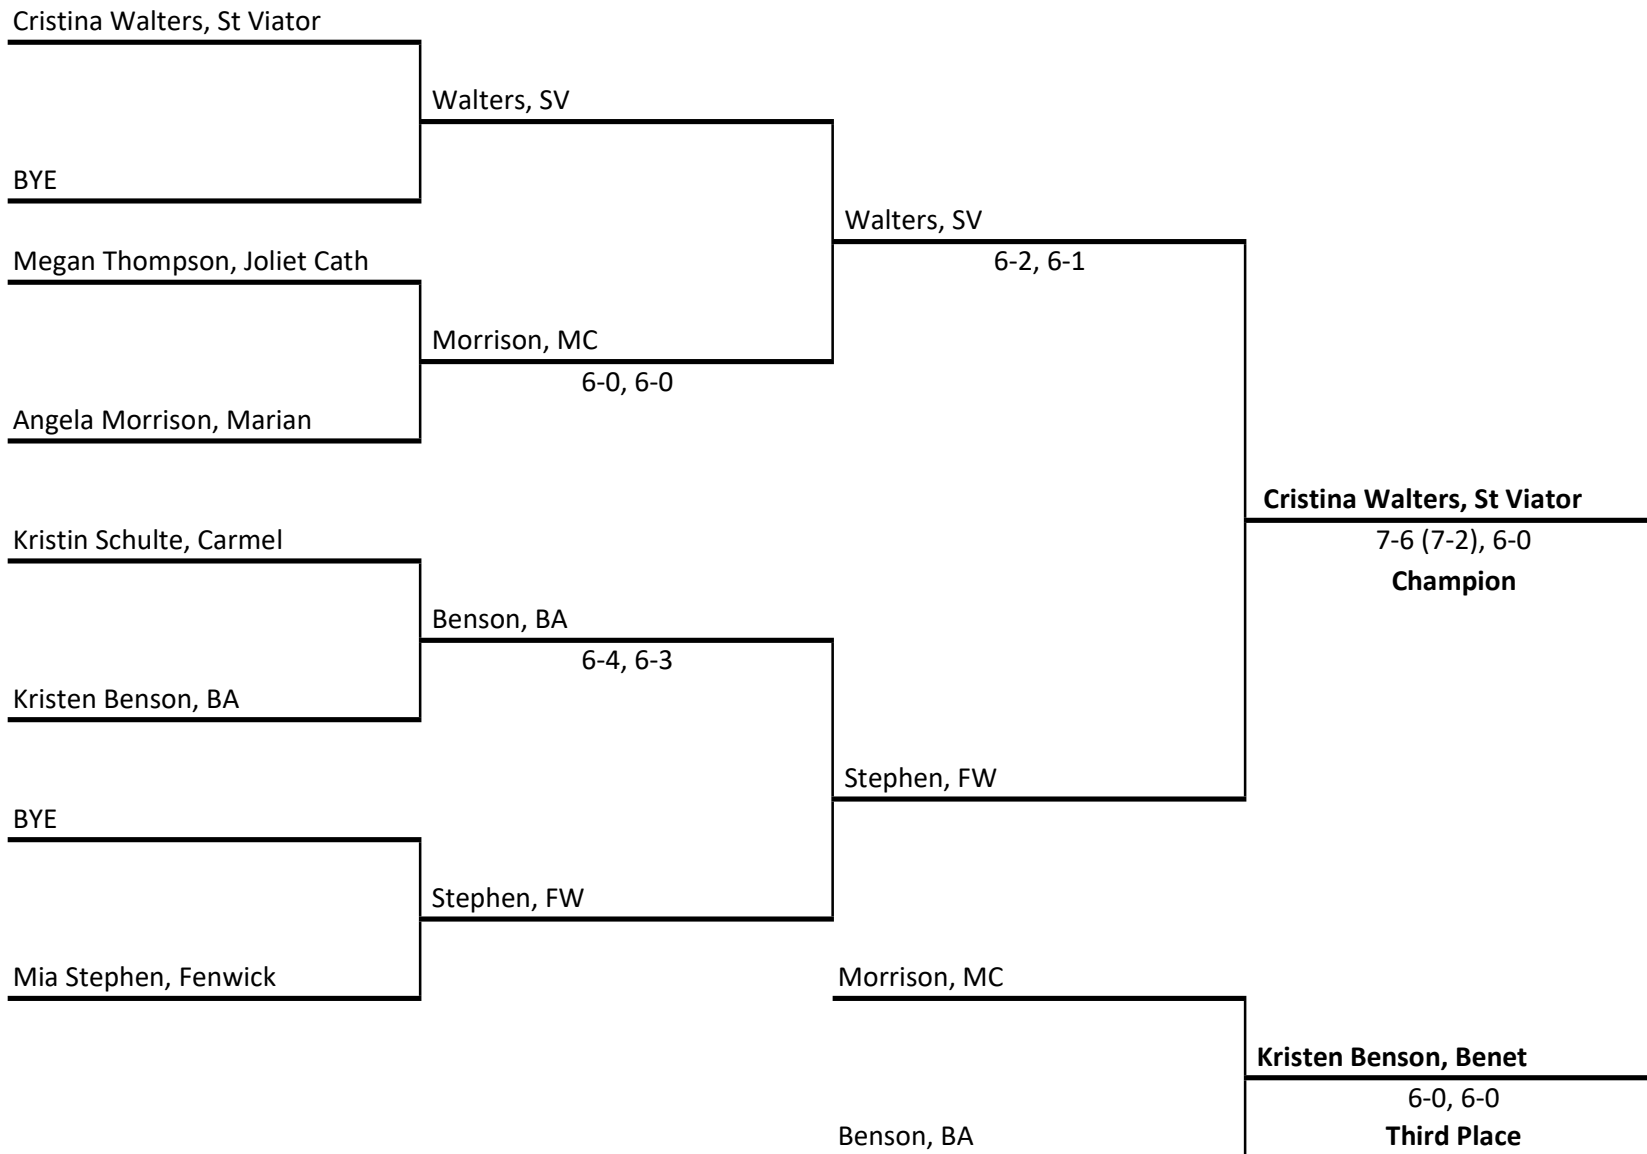 Cristina Walters, St Viator
Walters, SV
BYE
Walters, SV
6-2, 6-1
Megan Thompson, Joliet Cath
Morrison, MC
6-0, 6-0
Angela Morrison, Marian
Cristina Walters, St Viator
7-6 (7-2), 6-0
Champion
Kristin Schulte, Carmel
Benson, BA
6-4, 6-3
Kristen Benson, BA
Stephen, FW
BYE
Stephen, FW
Mia Stephen, Fenwick
Morrison, MC
Kristen Benson, Benet
6-0, 6-0
Third Place
Benson, BA